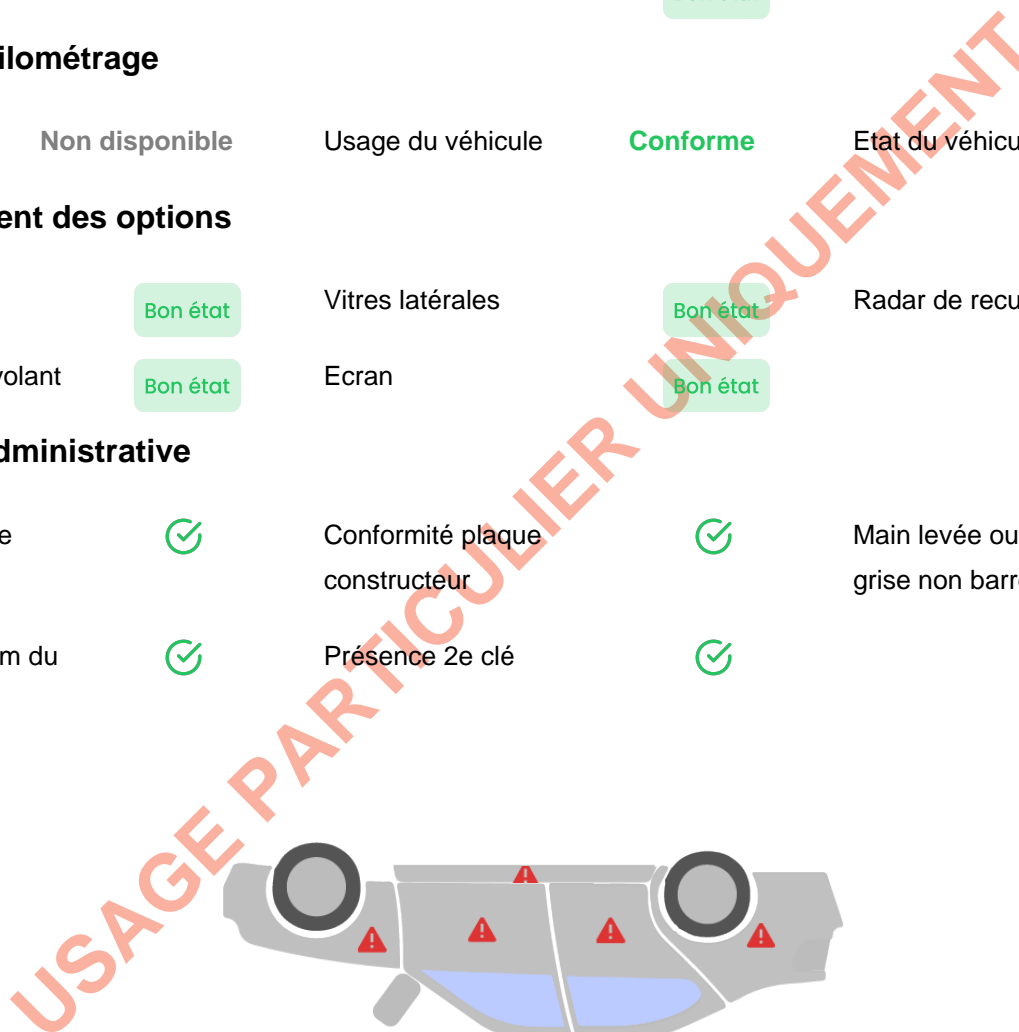 ilométrage
Non disponible Usage du véhicule Conforme Etat du véhicu
ent des options
Bon état Vitres latérales Bon état Radar de recu
volant Bon état Ecran Bon état
dministrative
e Conformité plaque Main levée ou
constructeur grise non barr
m du Présence 2e clé
USAGE PARTICULIER UNIQUEMENT